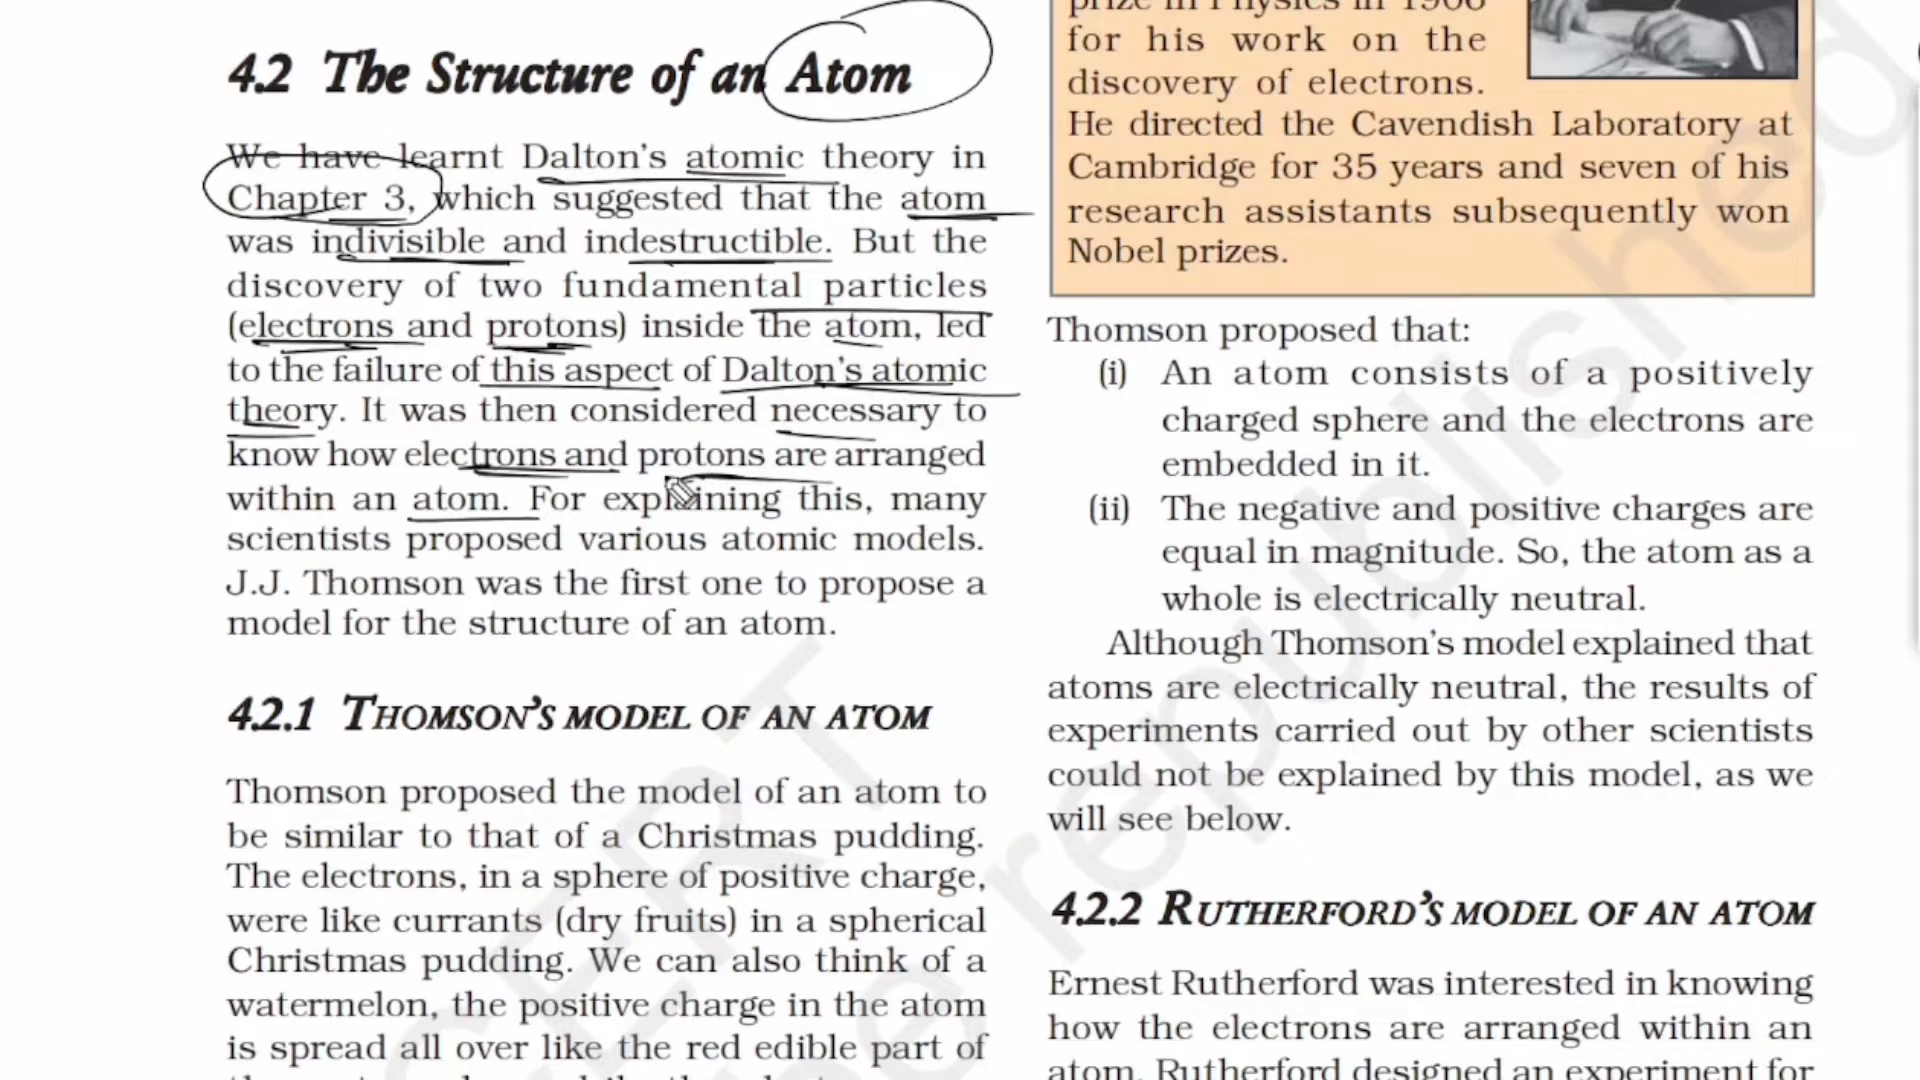 4.2 The Structure of an Atom
We have learnt Dalton's atomic theory in
Chapter 3, which suggested that the atom
was indivisible and indestructible. But the
discovery of two fundamental particles
(electrons and protons) inside the atom, led
to the failure of this aspect of Dalton's atomic
theory. It was then considered necessary to
know how electrons and protons are arranged
within an atom. For explaining this, many
scientists proposed various atomic models.
J.J. Thomson was the first one to propose a
model for the structure of an atom.
4.2.1 THOMSON'S MODEL OF AN ATOM
Thomson proposed the model of an atom to
be similar to that of a Christmas pudding.
The electrons, in a sphere of positive charge,
were like currants (dry fruits) in a spherical
Christmas pudding. We can also think of a
watermelon, the positive charge in the atom
is spread all over like the red edible part of
prize in Physics in 1906
for his work on the
discovery of electrons.
He directed the Cavendish Laboratory at
Cambridge for 35 years and seven of his
research assistants subsequently won
Nobel prizes.
Thomson proposed that:
(i) An atom consists of a positively
charged sphere and the electrons are
embedded in it.
(ii) The negative and positive charges are
equal in magnitude. So, the atom as a
whole is electrically neutral.
Although Thomson's model explained that
atoms are electrically neutral, the results of
experiments carried out by other scientists
could not be explained by this model, as we
will see below.
4.2.2 RUTHERFORD'S MODEL OF AN ATOM
Ernest Rutherford was interested in knowing
how the electrons are arranged within an
atom. Rutherford designed an experiment for
republished